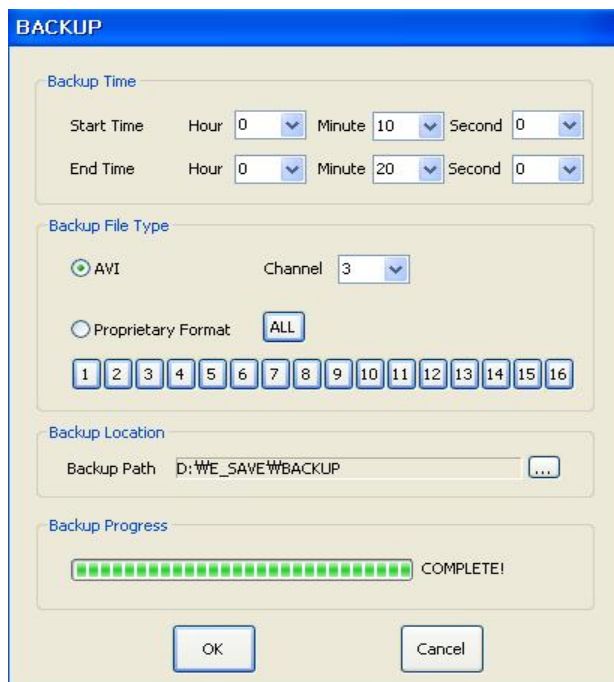 BACKUP
Backup Time
Start Time Hour 0 Minute 10 Second 0
End Time Hour 0 Minute 20 Second 0
Backup File Type
AVI Channel 3
Proprietary Format ALL
1 2 3 4 5 6 7 8 9 10 11 12 13 14 15 16
Backup Location
Backup Path D:₩E_SAVE₩BACKUP ...
Backup Progress
COMPLETE!
OK Cancel